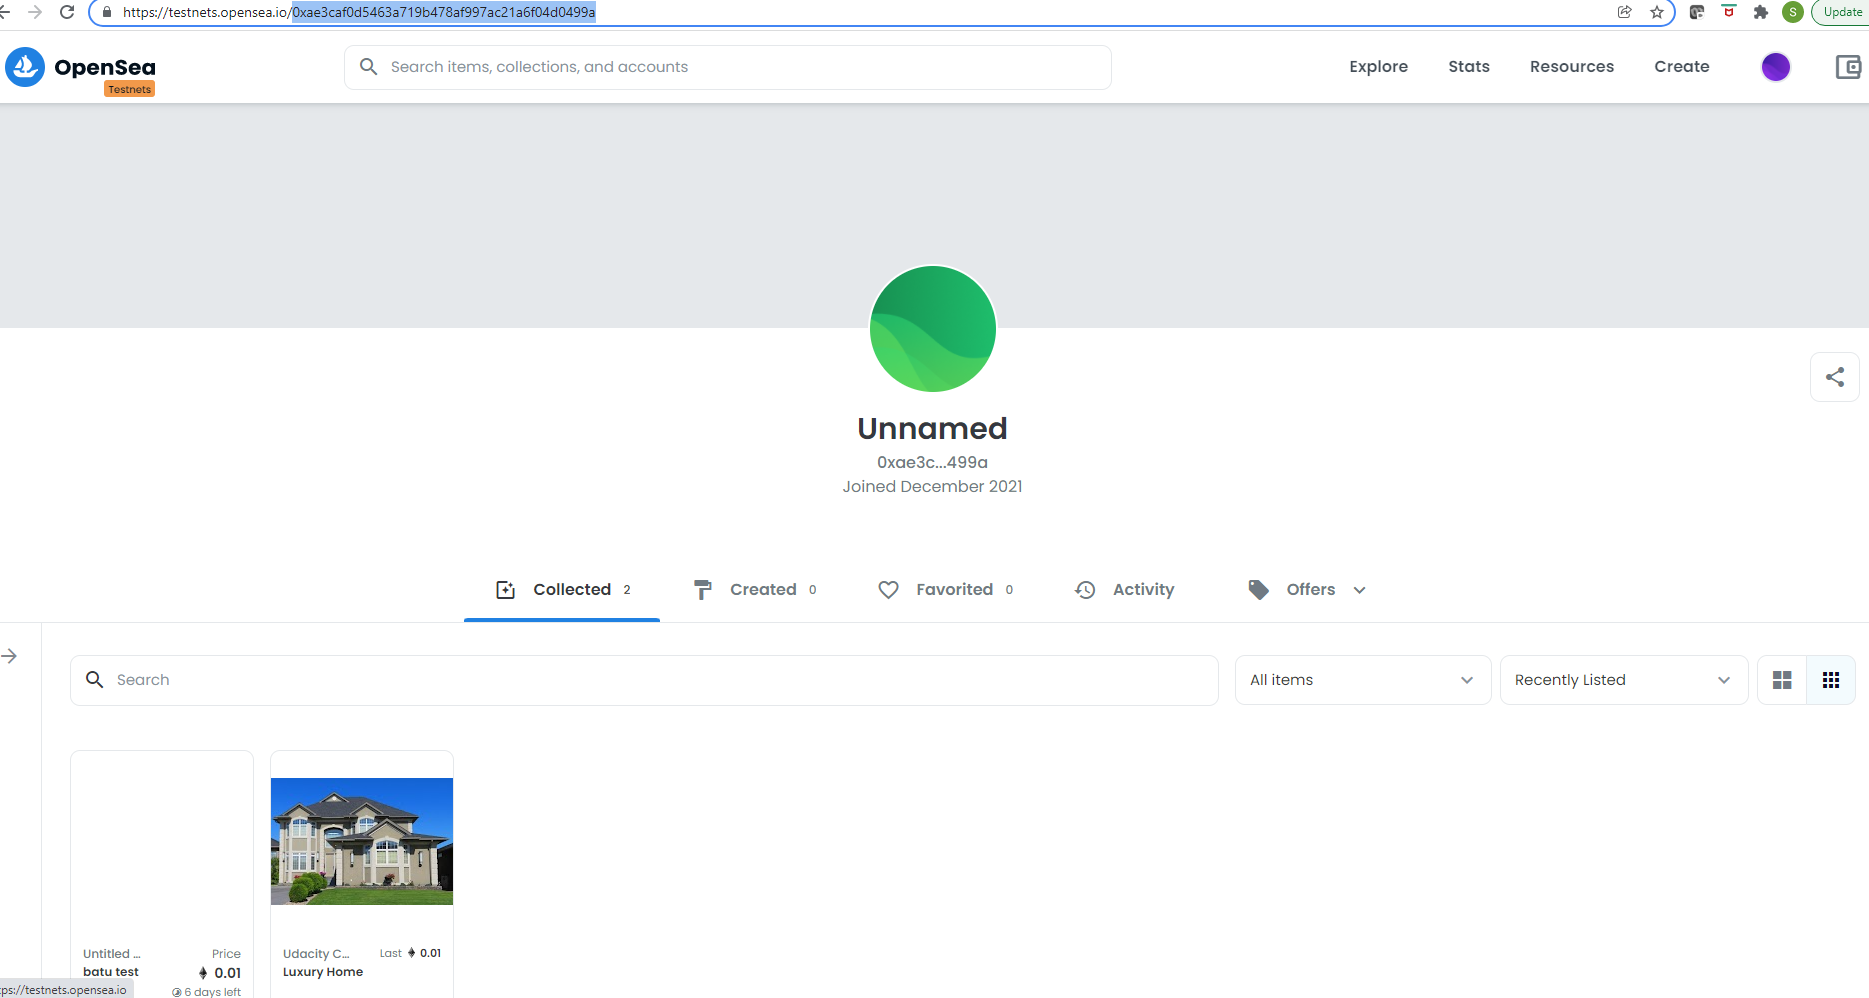 https://testnets.opensea.io/0xae3caf0d5463a719b478af997ac21a6f04d0499a
S
Update
OpenSea
Testnets
Search items, collections, and accounts
Explore
Stats
Resources
Create
Unnamed
0xae3c...499a
Joined December 2021
Collected 2
Created 0
Favorited 0
Activity
Offers
Search
All items
Recently Listed
Untitled ...
Price
batu test
0.01
6 days left
Udacity C...
Last 0.01
Luxury Home
ps://testnets.opensea.io